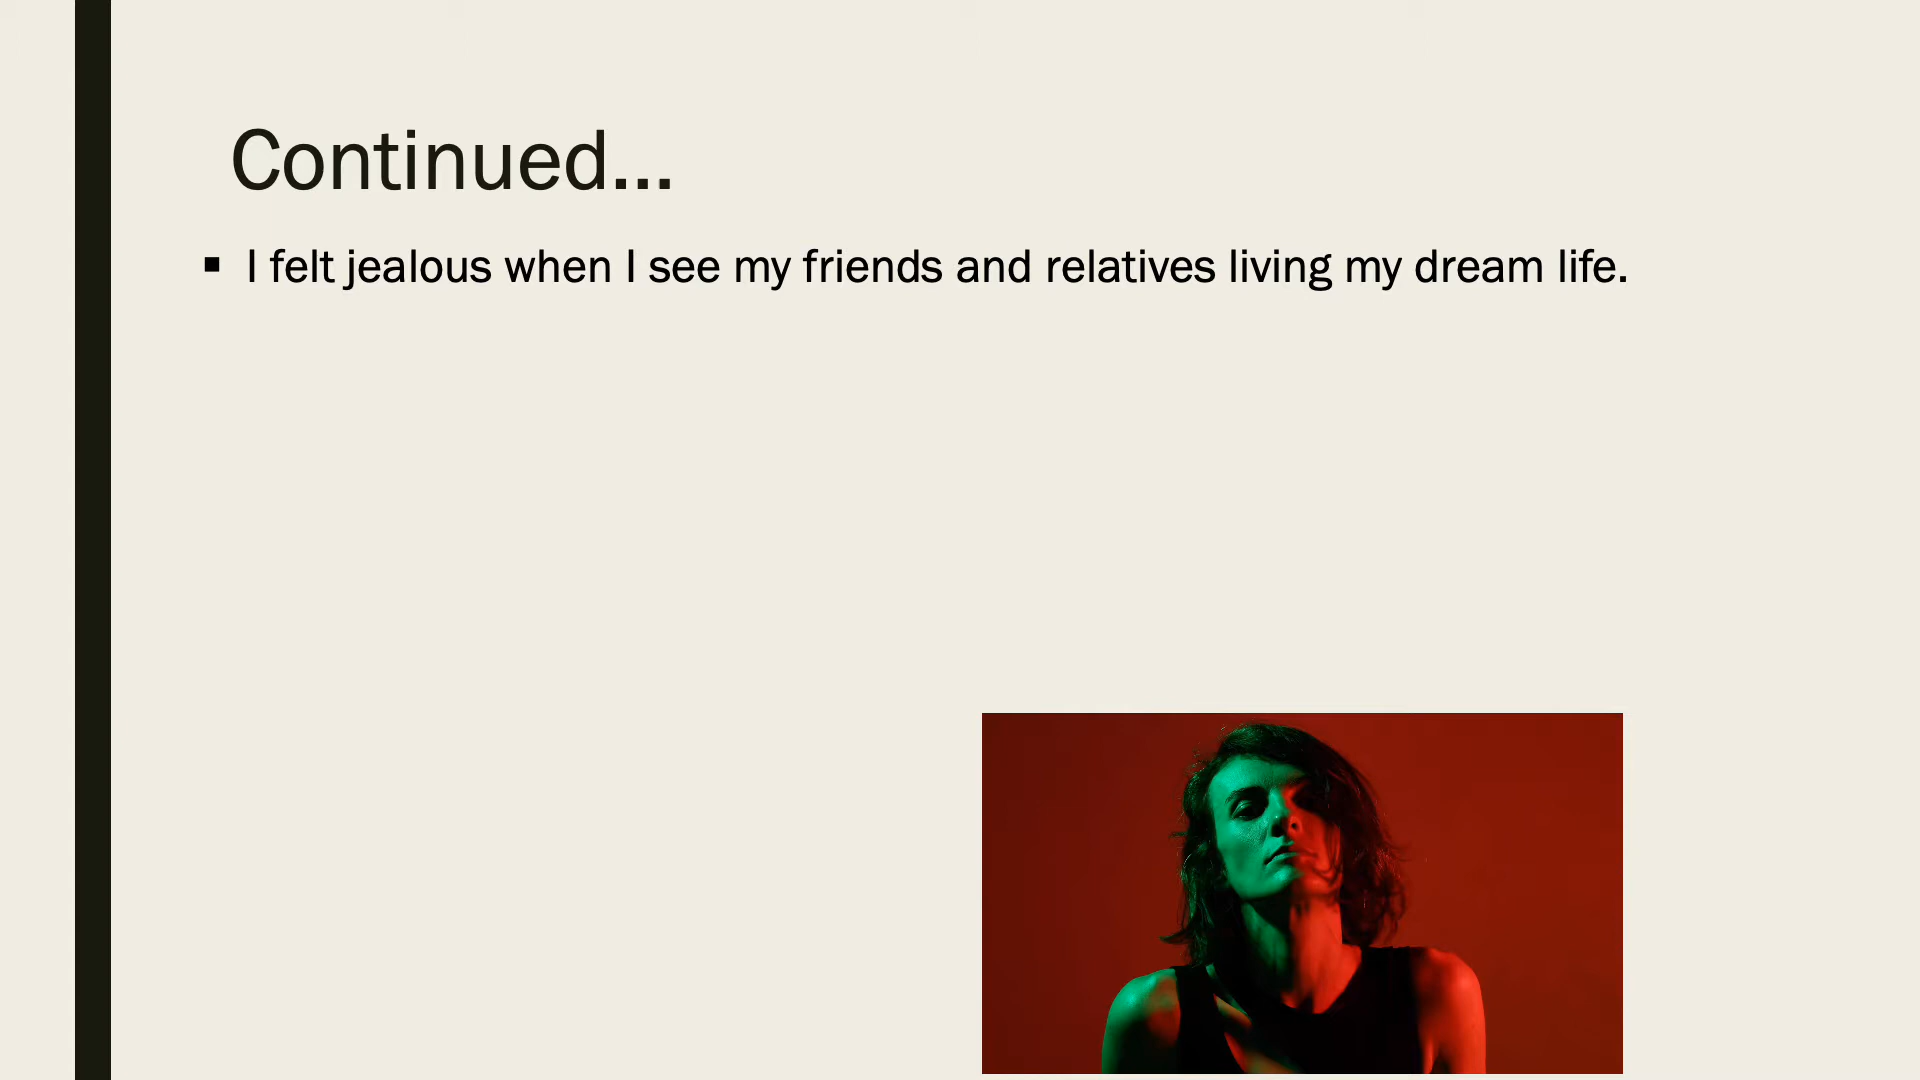 Continued...
▪ I felt jealous when I see my friends and relatives living my dream life.